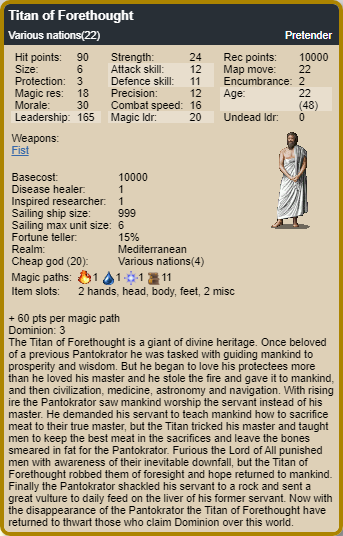 Titan of Forethought
Various nations(22) Pretender
Hit points: 90 Strength: 24 Rec points: 10000
Size: 6 Attack skill: 12 Map move: 22
Protection: 3 Defence skill: 11 Encumbrance: 2
Magic res: 18 Precision: 12 Age: 22
Morale: 30 Combat speed: 16 (48)
Leadership: 165 Magic ldr: 20 Undead ldr: 0
Weapons:
Fist
Basecost: 10000
Disease healer: 1
Inspired researcher: 1
Sailing ship size: 999
Sailing max unit size: 6
Fortune teller: 15%
Realm: Mediterranean
Cheap god (20): Various nations(4)
Magic paths: 1 1 1 11
Item slots: 2 hands, head, body, feet, 2 misc
+ 60 pts per magic path
Dominion: 3
The Titan of Forethought is a giant of divine heritage. Once beloved
of a previous Pantokrator he was tasked with guiding mankind to
prosperity and wisdom. But he began to love his protectees more
than he loved his master and he stole the fire and gave it to mankind,
and then civilization, medicine, astronomy and navigation. With rising
ire the Pantokrator saw mankind worship the servant instead of his
master. He demanded his servant to teach mankind how to sacrifice
meat to their true master, but the Titan tricked his master and taught
men to keep the best meat in the sacrifices and leave the bones
smeared in fat for the Pantokrator. Furious the Lord of All punished
men with awareness of their inevitable downfall, but the Titan of
Forethought robbed them of foresight and hope returned to mankind.
Finally the Pantokrator shackled his servant to a rock and sent a
great vulture to daily feed on the liver of his former servant. Now with
the disappearance of the Pantokrator the Titan of Forethought
have returned to thwart those who claim Dominion over this world.